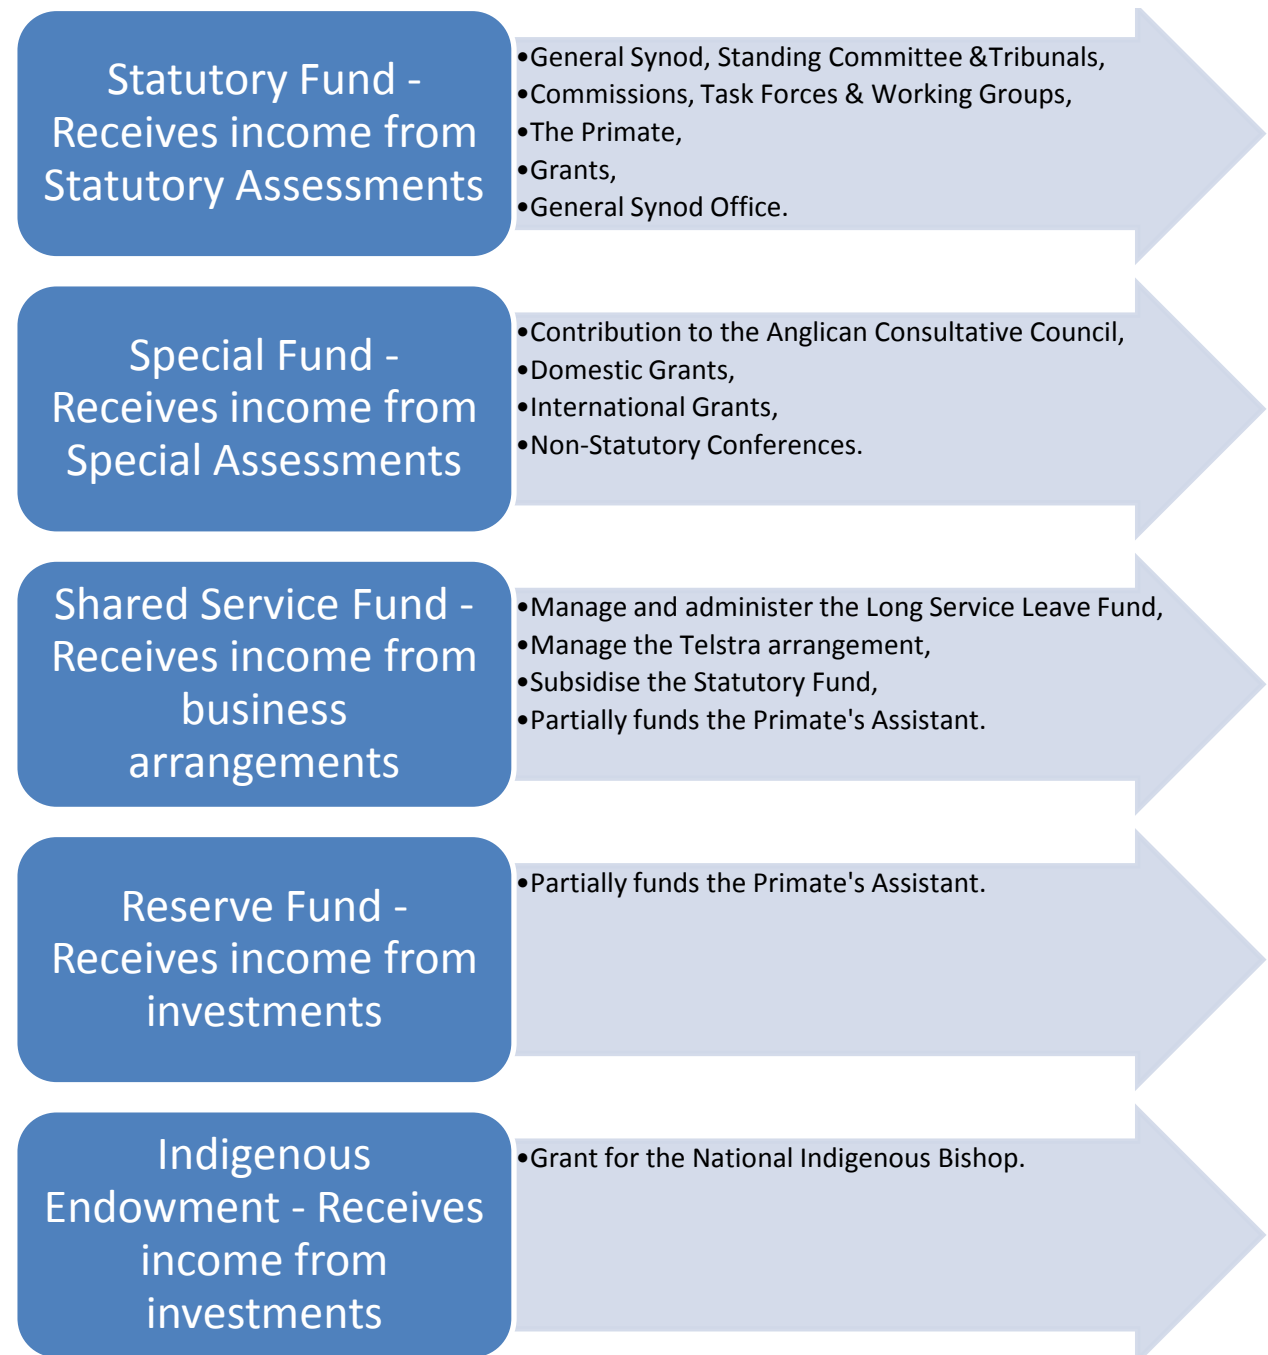 Statutory Fund -
Receives income from
Statutory Assessments
•General Synod, Standing Committee &Tribunals,
•Commissions, Task Forces & Working Groups,
•The Primate,
•Grants,
•General Synod Office.
Special Fund -
Receives income from
Special Assessments
•Contribution to the Anglican Consultative Council,
•Domestic Grants,
•International Grants,
•Non-Statutory Conferences.
Shared Service Fund -
Receives income from
business
arrangements
•Manage and administer the Long Service Leave Fund,
•Manage the Telstra arrangement,
•Subsidise the Statutory Fund,
•Partially funds the Primate's Assistant.
Reserve Fund -
Receives income from
investments
•Partially funds the Primate's Assistant.
Indigenous
Endowment - Receives
income from
investments
•Grant for the National Indigenous Bishop.